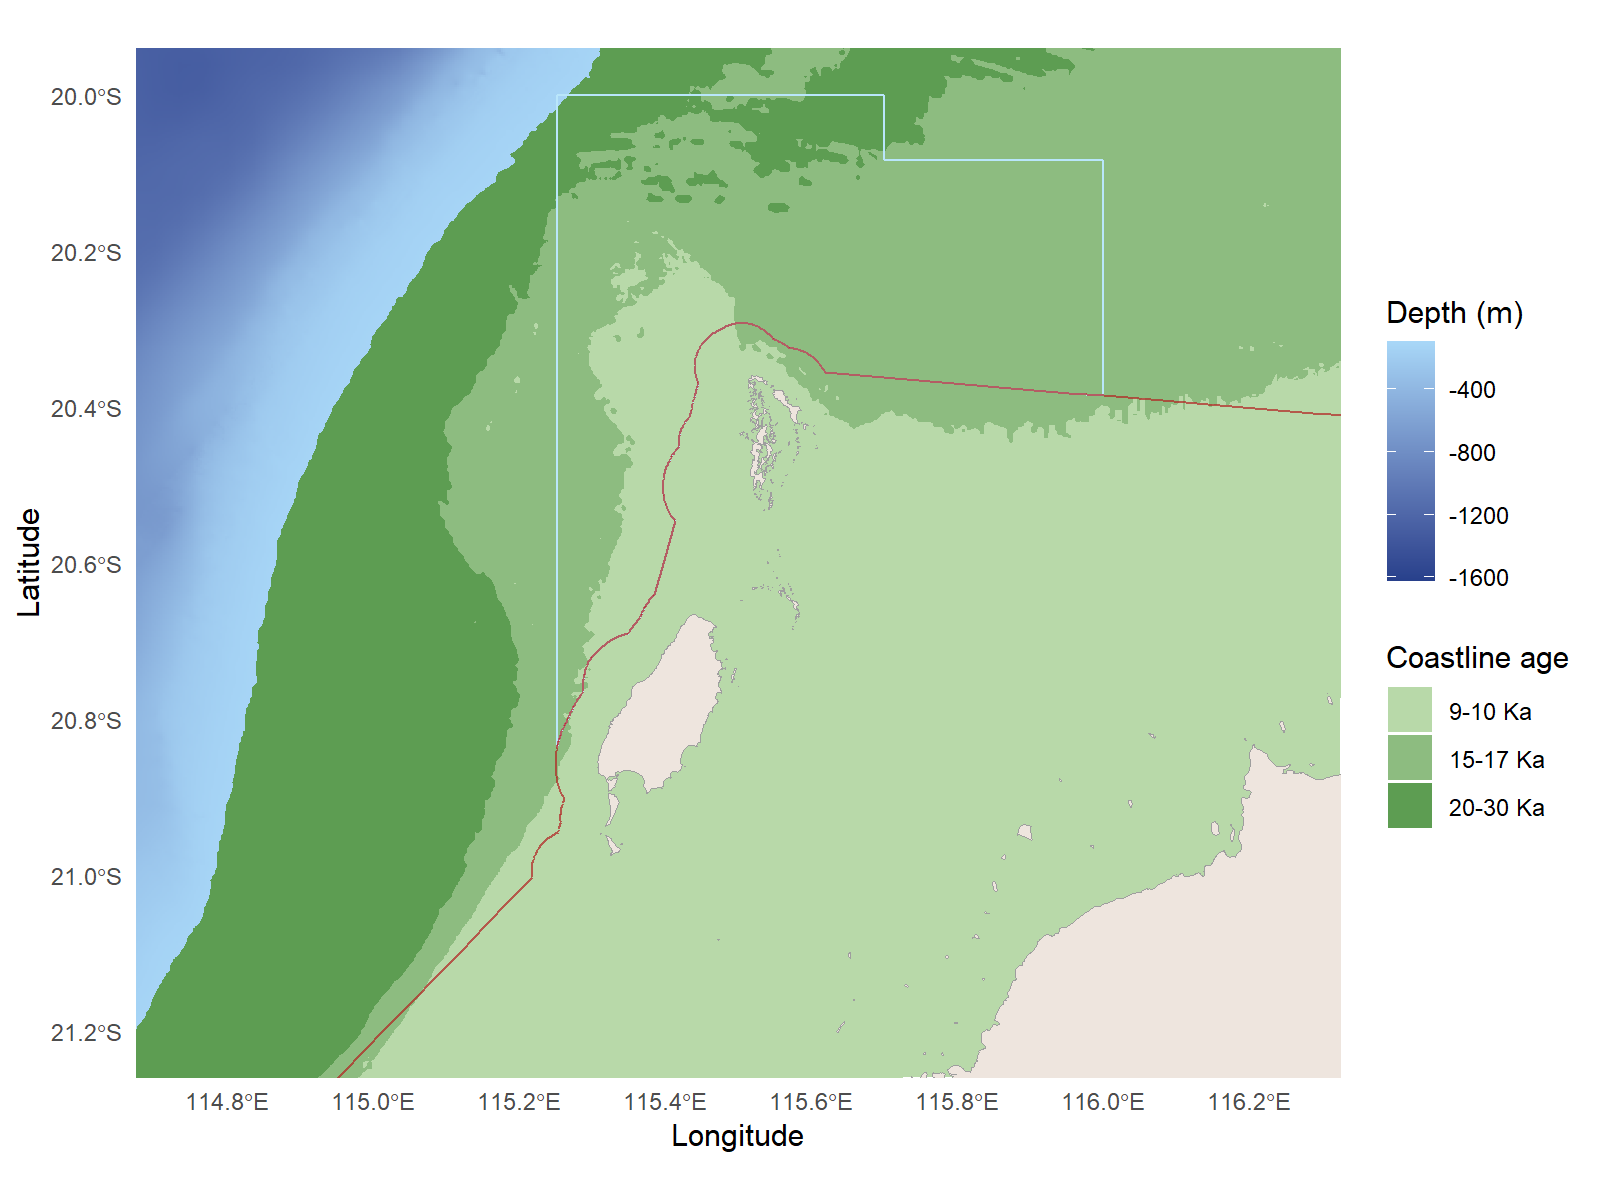 20.0°S
20.2°S
20.4°S
20.6°S
20.8°S
21.0°S
21.2°S
Latitude
114.8°E 115.0°E 115.2°E 115.4°E 115.6°E 115.8°E 116.0°E 116.2°E
Longitude
Depth (m)
-400
-800
-1200
-1600
Coastline age
9-10 Ka
15-17 Ka
20-30 Ka